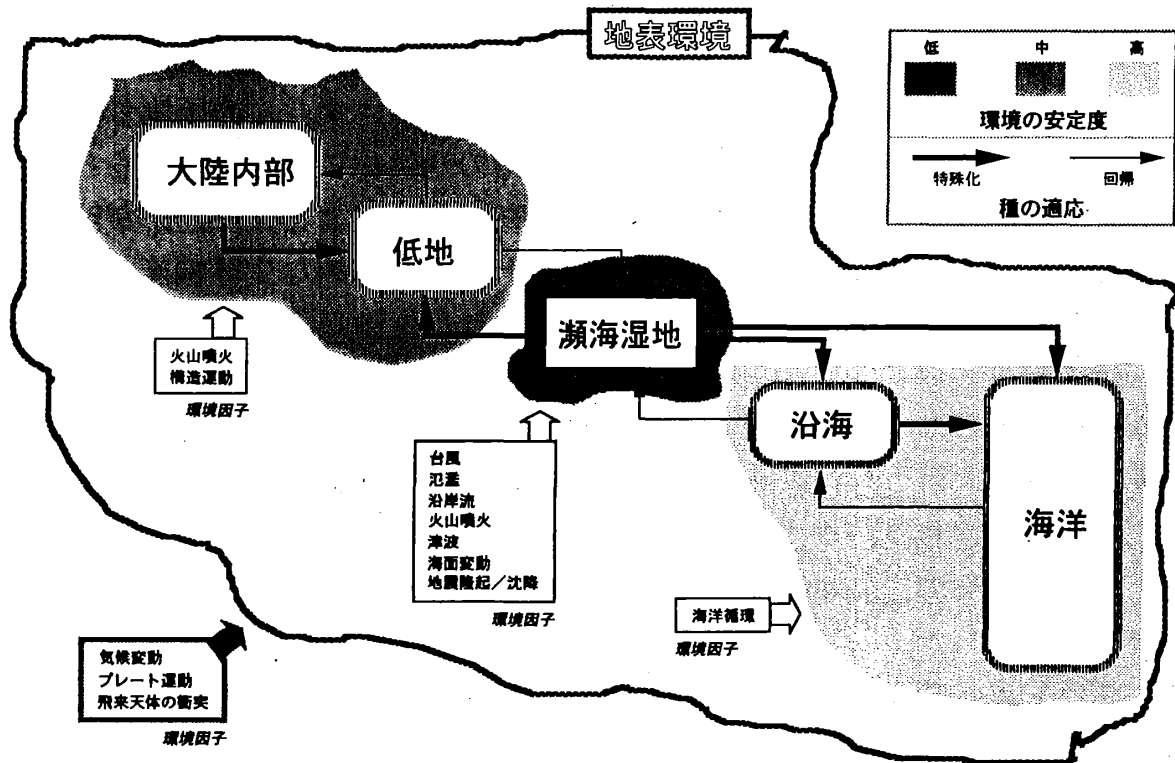 地表環境
低 中 高
環境の安定度
特殊化 回帰
種の適応
大陸内部
低地
瀕海湿地
沿海
海洋
火山噴火
構造運動
環境因子
台風
氾濫
沿岸流
火山噴火
津波
海面変動
地震隆起／沈降
環境因子
海洋循環
環境因子
気候変動
プレート運動
飛来天体の衝突
環境因子